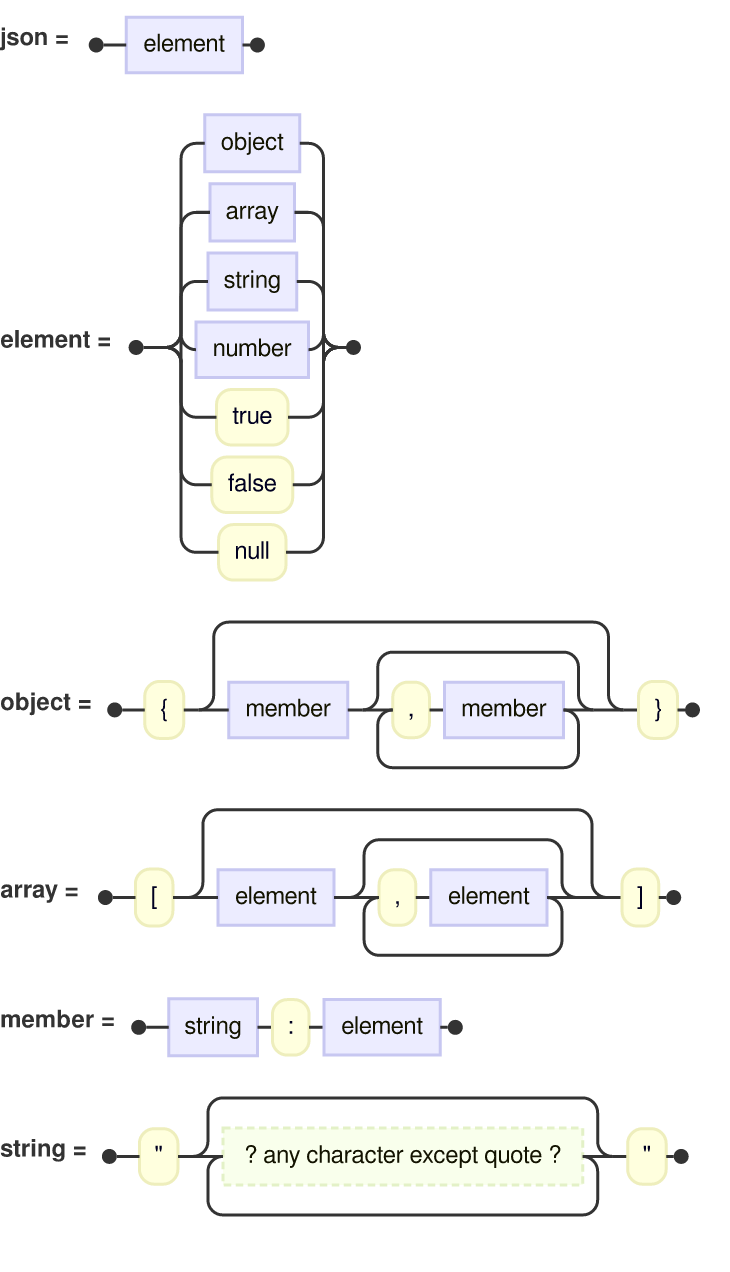 json = element
element =
object
array
string
number
true
false
null
object = { member , member }
array = [ element , element ]
member = string : element
string = " ? any character except quote ? "